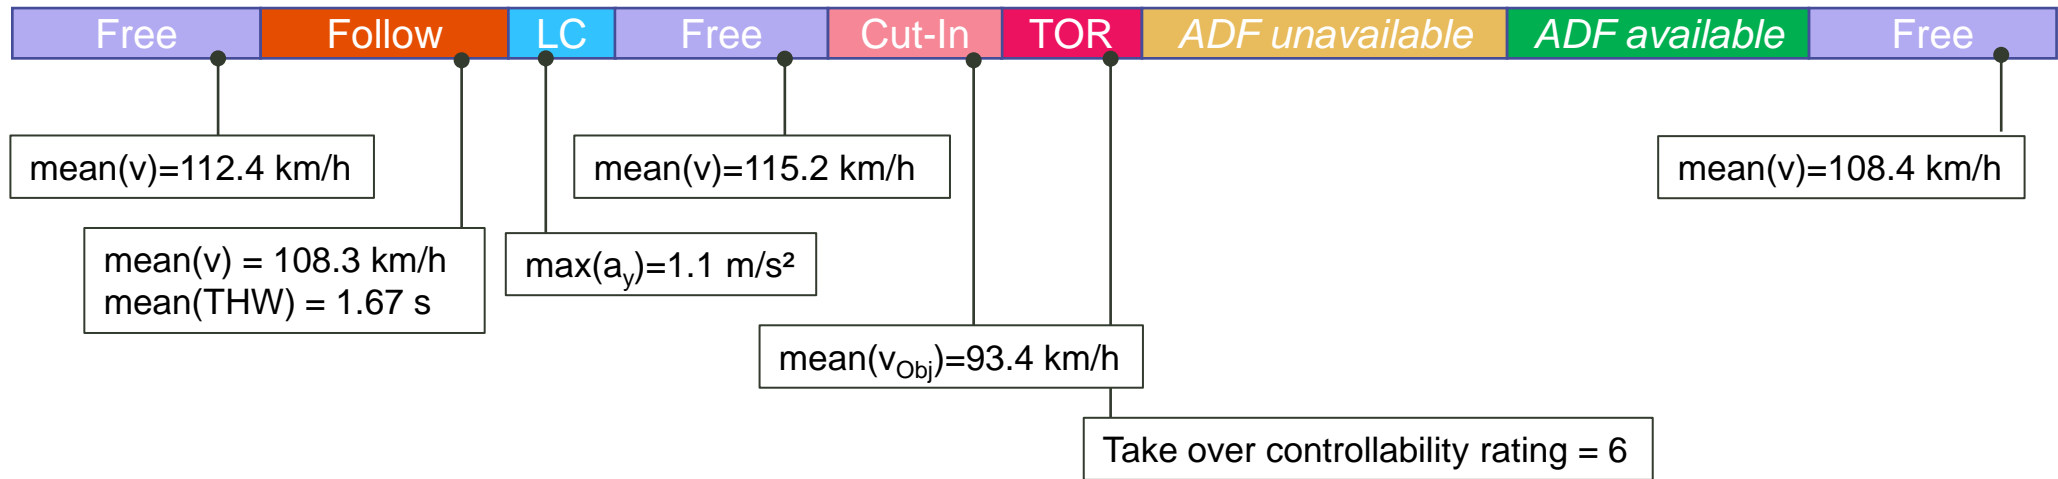 Free Follow LC Free Cut-In TOR ADF unavailable ADF available Free
mean(v)=112.4 km/h
mean(v)=115.2 km/h
mean(v)=108.4 km/h
mean(v) = 108.3 km/h
mean(THW) = 1.67 s
max(a_y)=1.1 m/s²
mean(v_Obj)=93.4 km/h
Take over controllability rating = 6